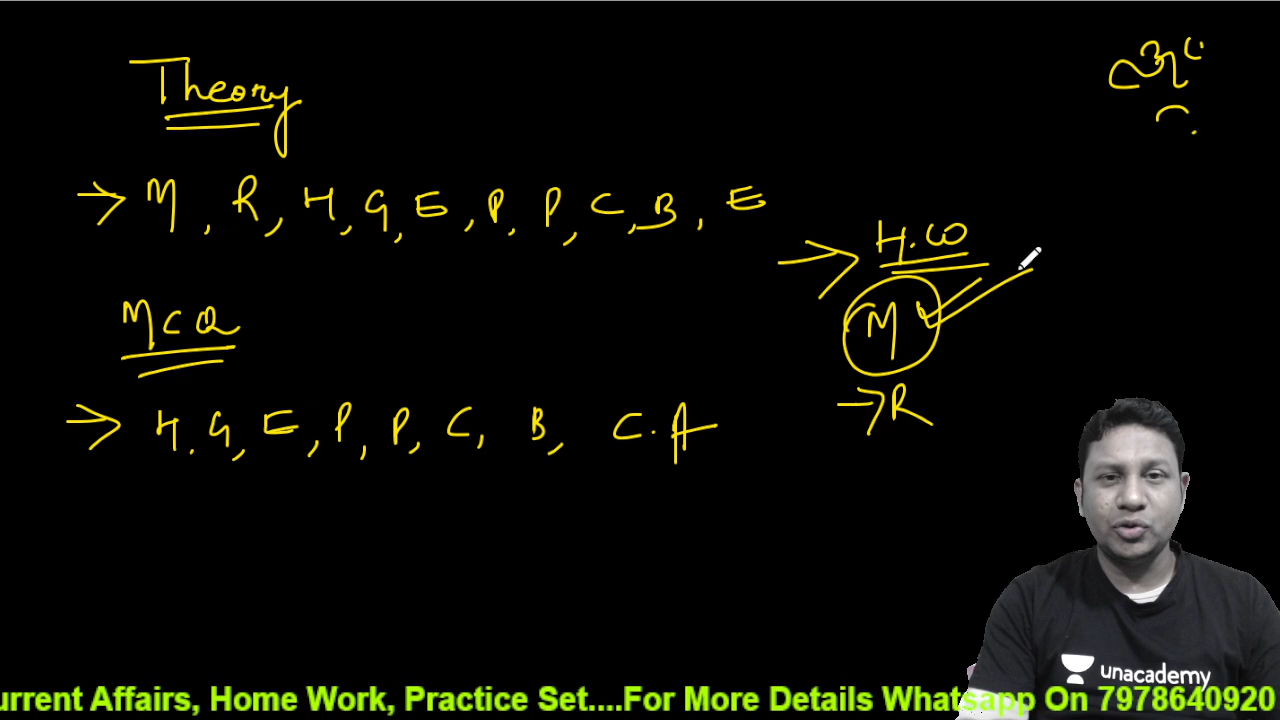 Theory
→ M, R, H, G, E, P, P, C, B, E
→ H.W
M
→ R
MCQ
→ H, G, E, P, P, C, B, C.A
unacademy
urrent Affairs, Home Work, Practice Set....For More Details Whatsapp On 7978640920